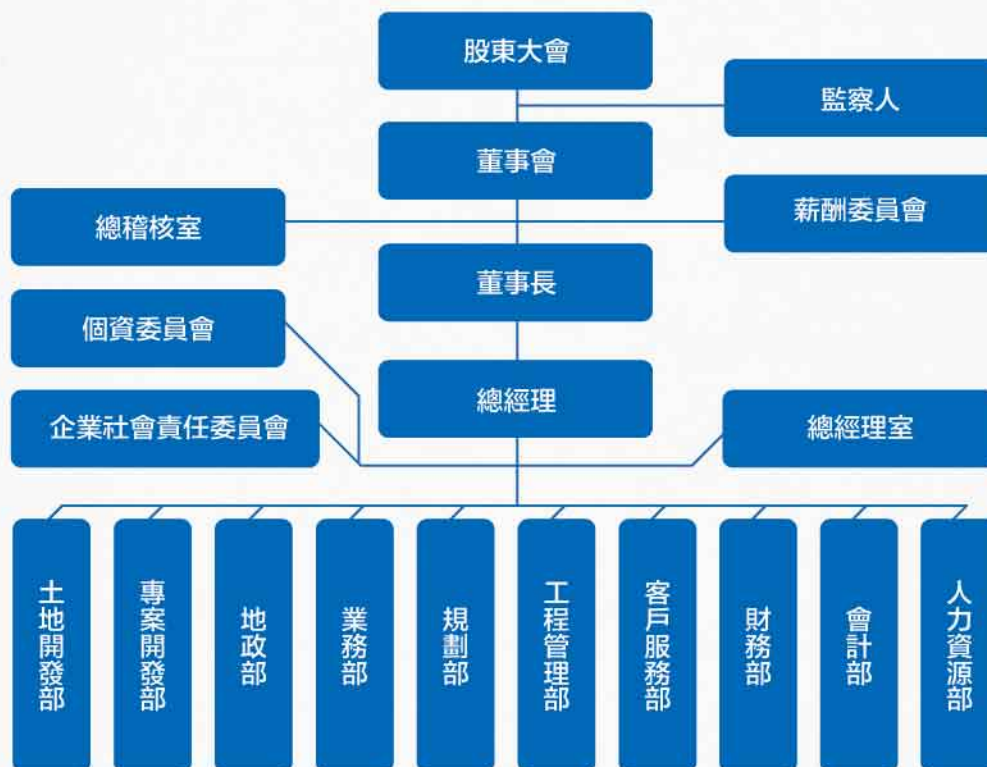 股東大會
監察人
董事會
總稽核室
薪酬委員會
董事長
個資委員會
總經理
企業社會責任委員會
總經理室
土地開發部
專案開發部
地政部
業務部
規劃部
工程管理部
客戶服務部
財務部
會計部
人力資源部